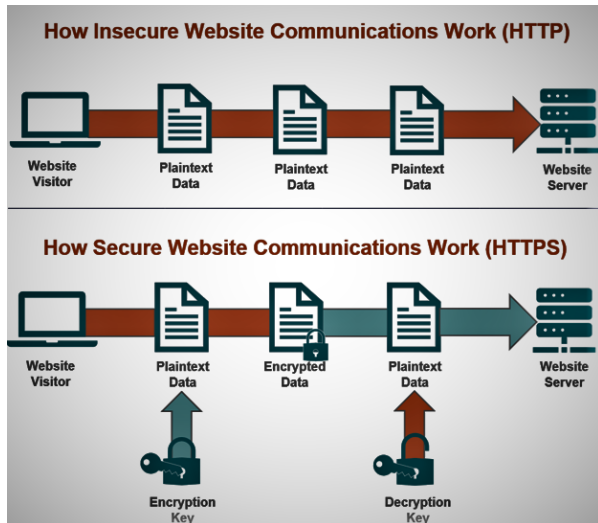 How Insecure Website Communications Work (HTTP)
Website
Visitor
Plaintext
Data
Plaintext
Data
Plaintext
Data
Website
Server
How Secure Website Communications Work (HTTPS)
Website
Visitor
Plaintext
Data
Encrypted
Data
Plaintext
Data
Website
Server
Encryption
Key
Decryption
Key